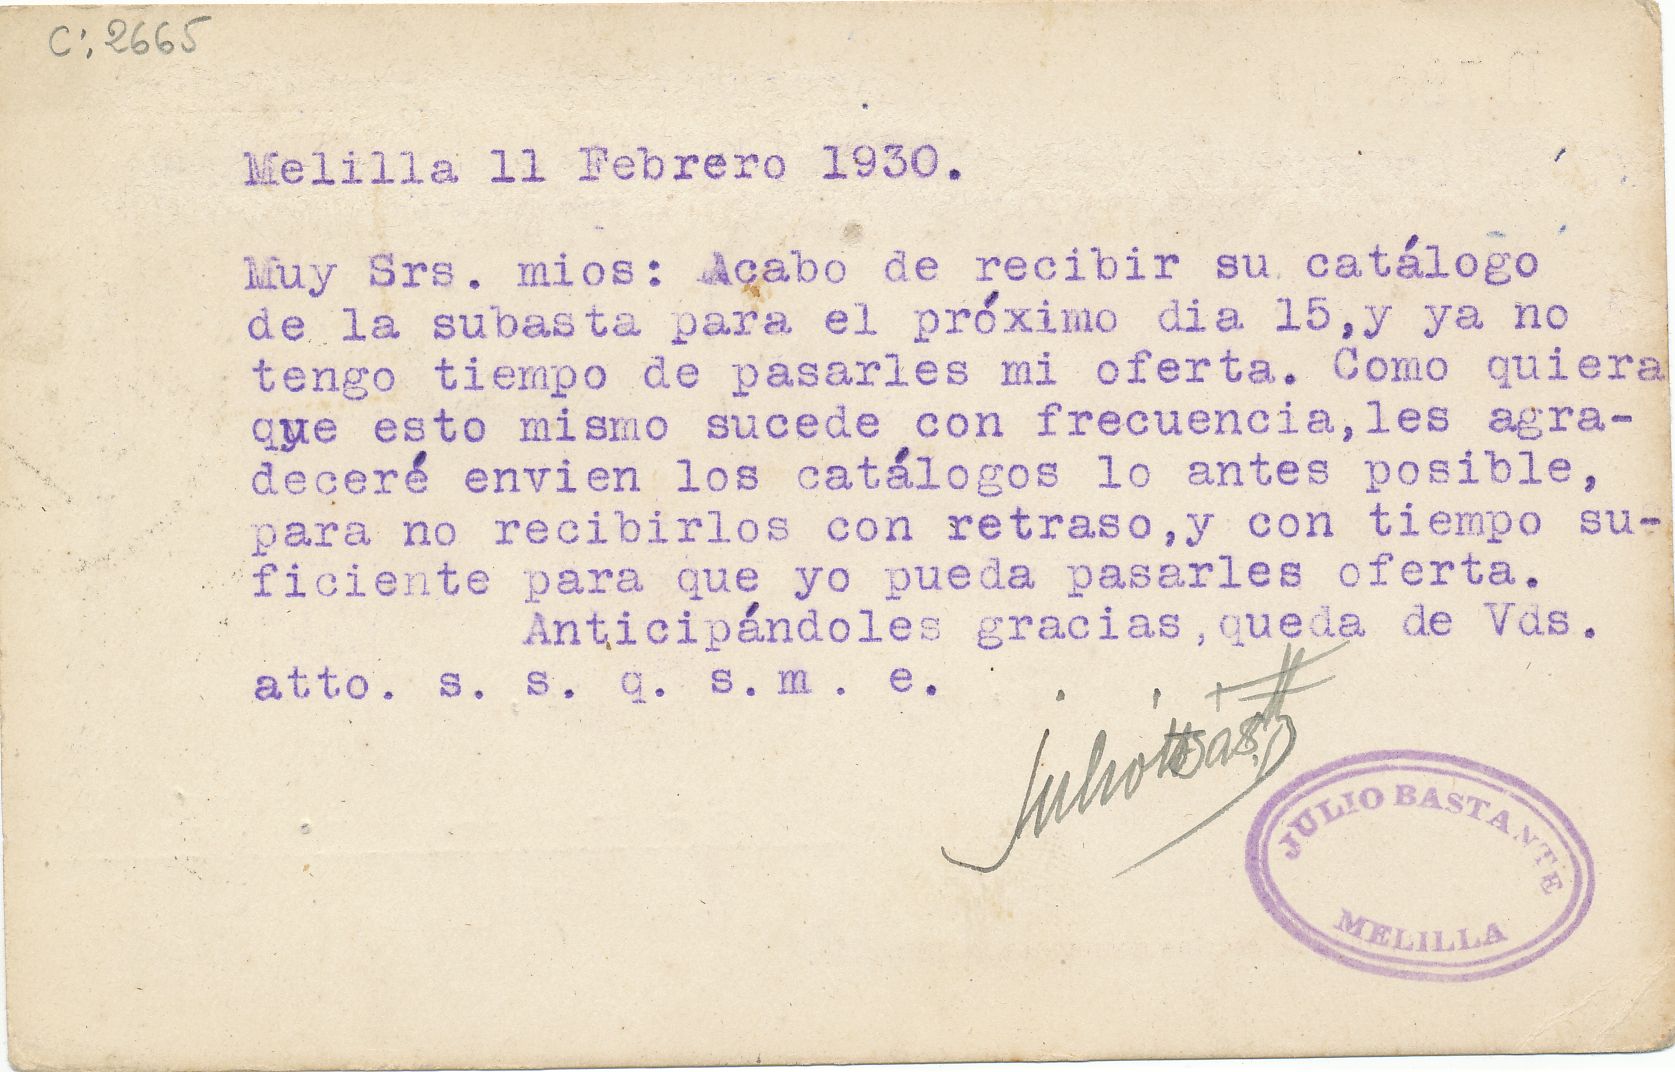 C: 2665
Melilla 11 Febrero 1930.
Muy Srs. mios: Acabo de recibir su catálogo
de la subasta para el próximo dia 15,y ya no
tengo tiempo de pasarles mi oferta. Como quiera
que esto mismo sucede con frecuencia,les agra-
deceré envien los catálogos lo antes posible,
para no recibirlos con retraso,y con tiempo su-
ficiente para que yo pueda pasarles oferta.
Anticipándoles gracias,queda de Vds.
atto. s. s. q. s.m. e.
Julio Bastante
JULIO BASTANTE
MELILLA